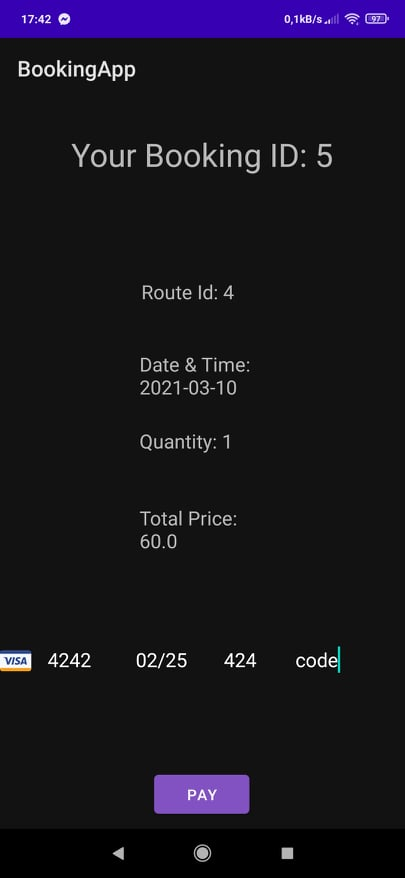 17:42 0,1kB/s 97
BookingApp
Your Booking ID: 5
Route Id: 4
Date & Time:
2021-03-10
Quantity: 1
Total Price:
60.0
VISA 4242 02/25 424 code
PAY